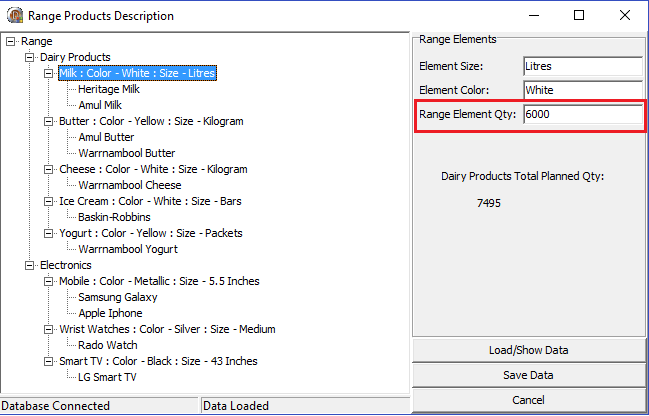 Range Products Description
Range
Dairy Products
Milk : Color - White : Size - Litres
Heritage Milk
Amul Milk
Butter : Color - Yellow : Size - Kilogram
Amul Butter
Warrnambool Butter
Cheese : Color - White : Size - Kilogram
Warrnambool Cheese
Ice Cream : Color - White : Size - Bars
Baskin-Robbins
Yogurt : Color - Yellow : Size - Packets
Warrnambool Yogurt
Electronics
Mobile : Color - Metallic : Size - 5.5 Inches
Samsung Galaxy
Apple Iphone
Wrist Watches : Color - Silver : Size - Medium
Rado Watch
Smart TV : Color - Black : Size - 43 Inches
LG Smart TV
Range Elements
Element Size: Litres
Element Color: White
Range Element Qty: 6000
Dairy Products Total Planned Qty:
7495
Load/Show Data
Save Data
Cancel
Database Connected
Data Loaded